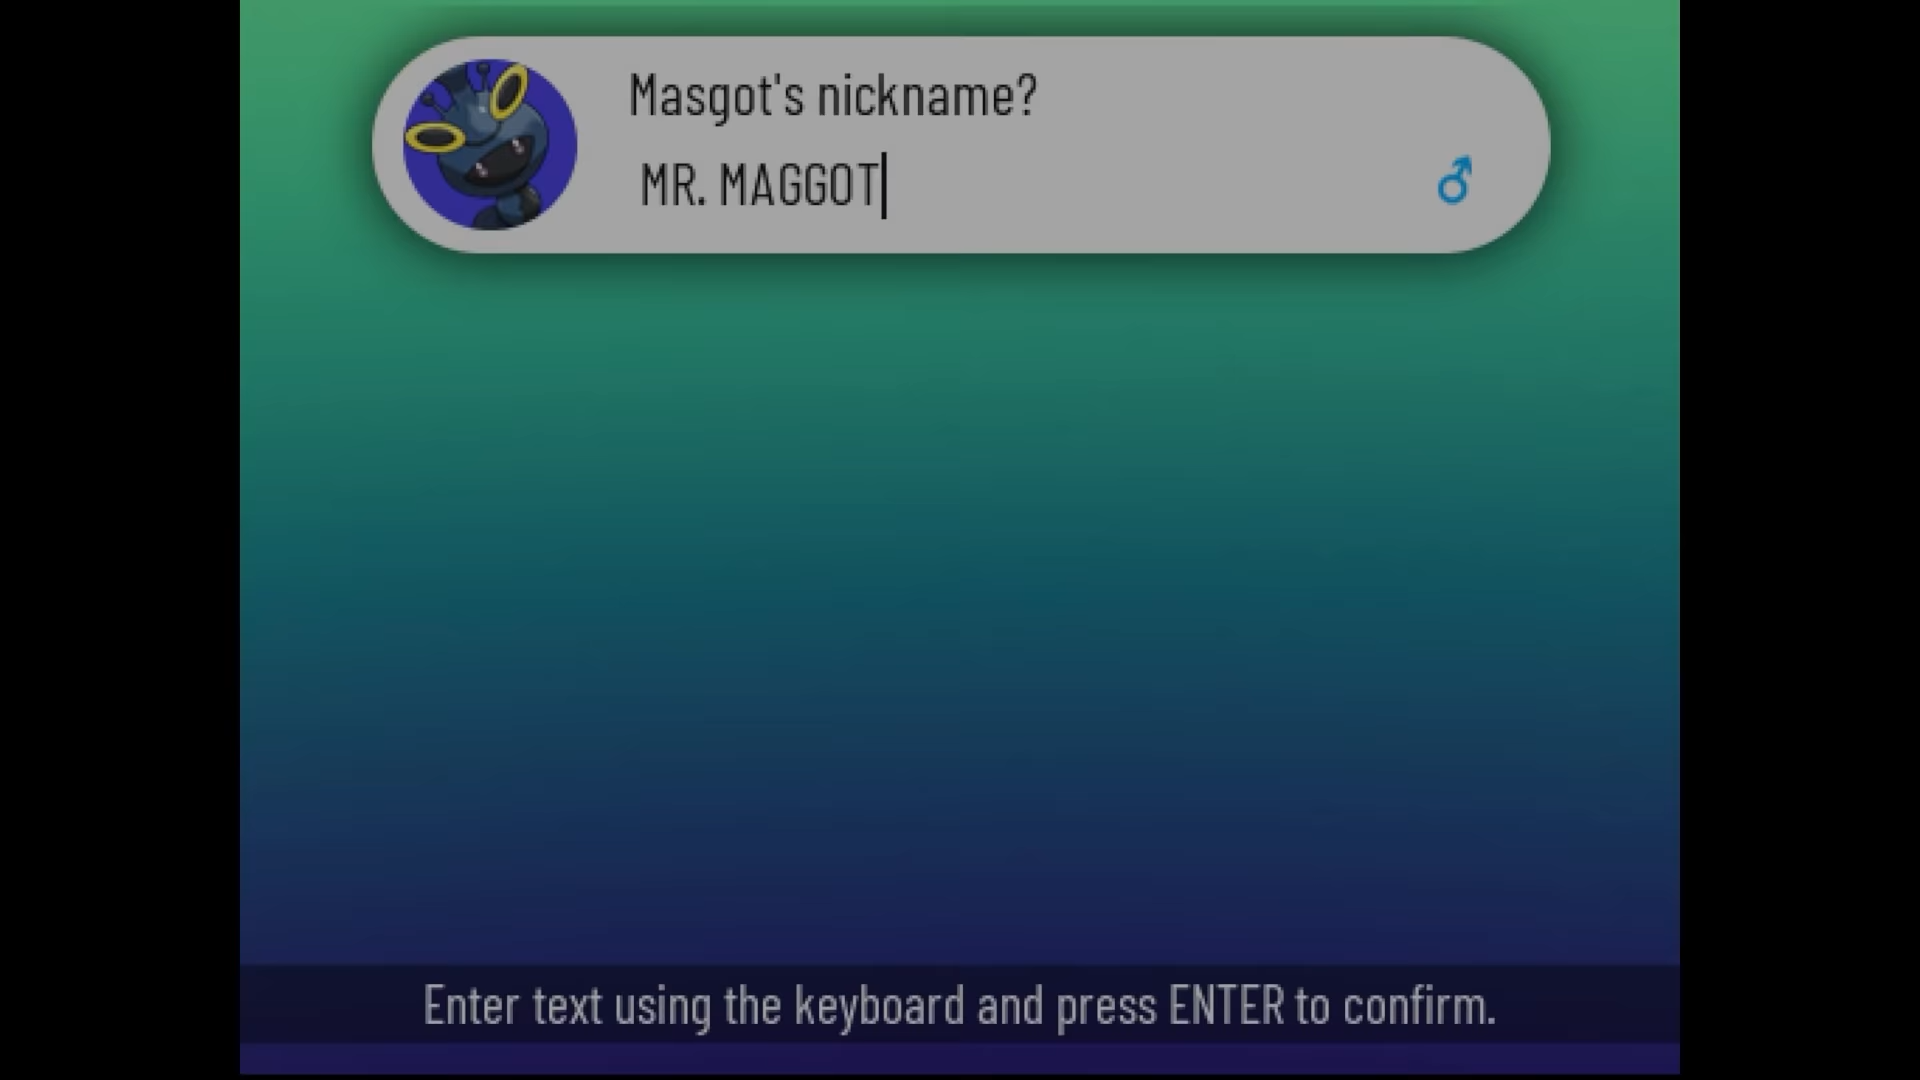 Masgot's nickname?
MR. MAGGOT
Enter text using the keyboard and press ENTER to confirm.